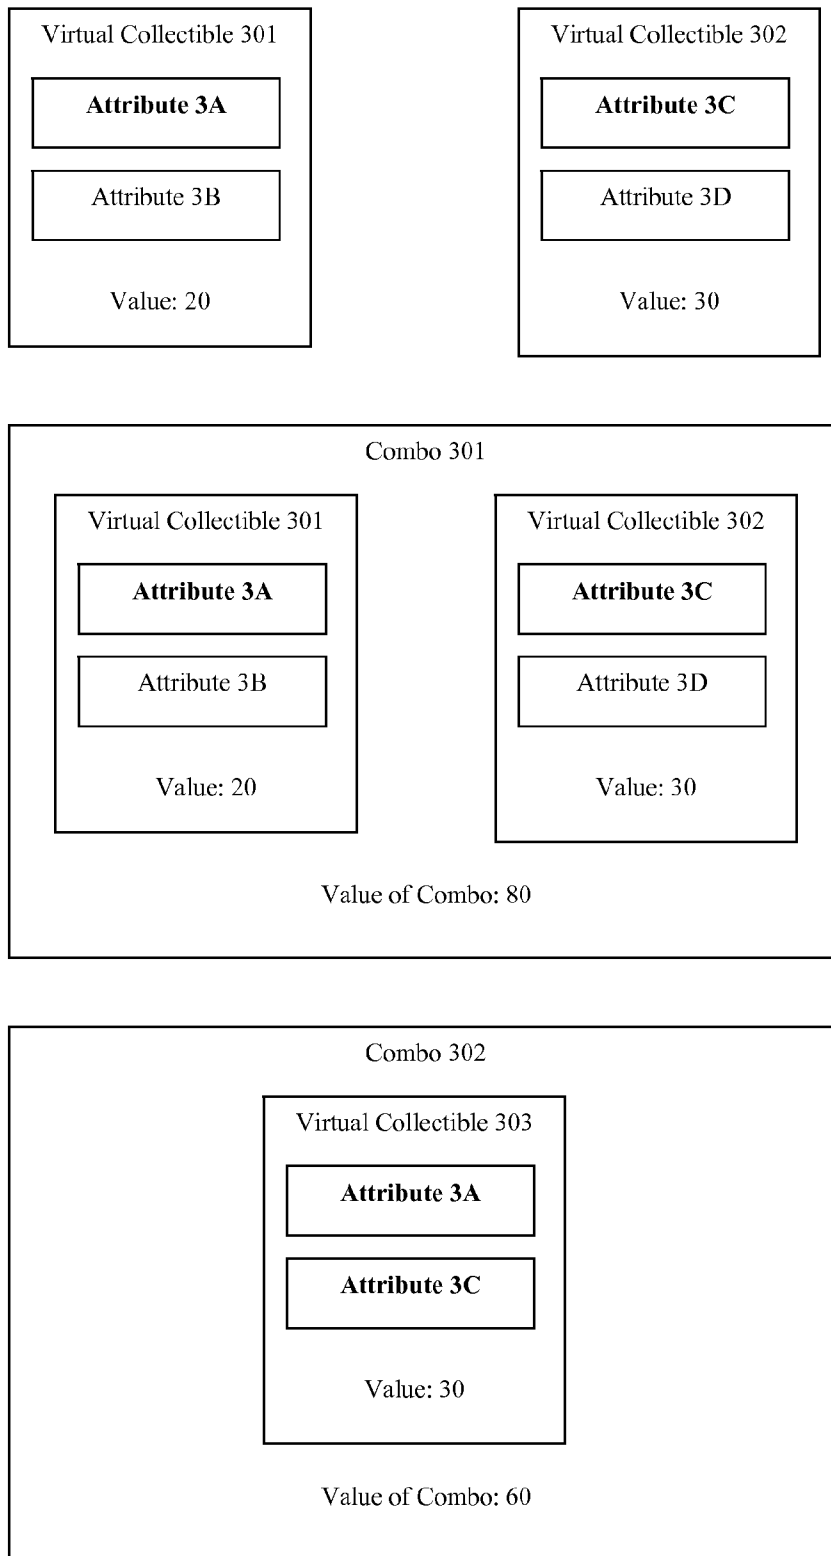 Virtual Collectible 301
Attribute 3A
Attribute 3B
Value: 20
Virtual Collectible 302
Attribute 3C
Attribute 3D
Value: 30
Combo 301
Virtual Collectible 301
Attribute 3A
Attribute 3B
Value: 20
Virtual Collectible 302
Attribute 3C
Attribute 3D
Value: 30
Value of Combo: 80
Combo 302
Virtual Collectible 303
Attribute 3A
Attribute 3C
Value: 30
Value of Combo: 60